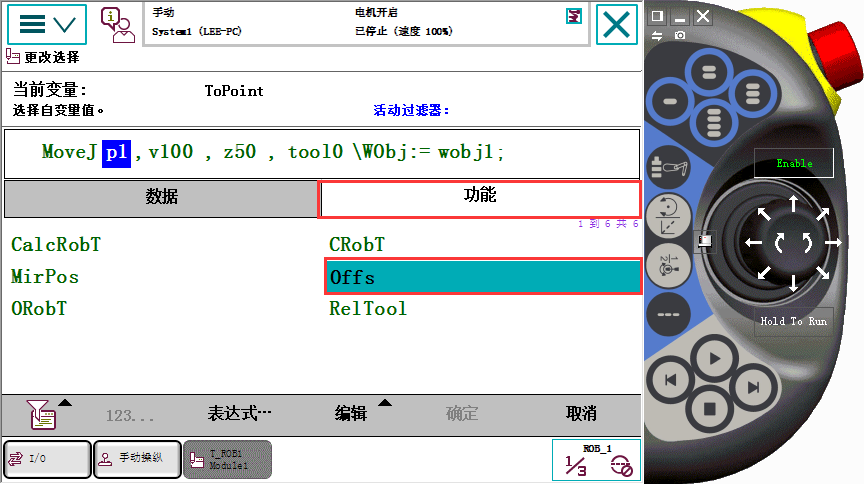 手动
System1 (LEE-PC)
电机开启
已停止 (速度 100%)
更改选择
当前变量:
ToPoint
选择自变量值。
活动过滤器:
MoveJ p1 , v100 , z50 , tool0 \WObj:= wobj1;
数据
功能
1 到 6 共 6
CalcRobT
CRobT
MirPos
Offs
ORobT
RelTool
123...
表达式…
编辑
确定
取消
I/O
手动操纵
T_ROB1
Module1
ROB_1
1/3
Enable
Hold To Run